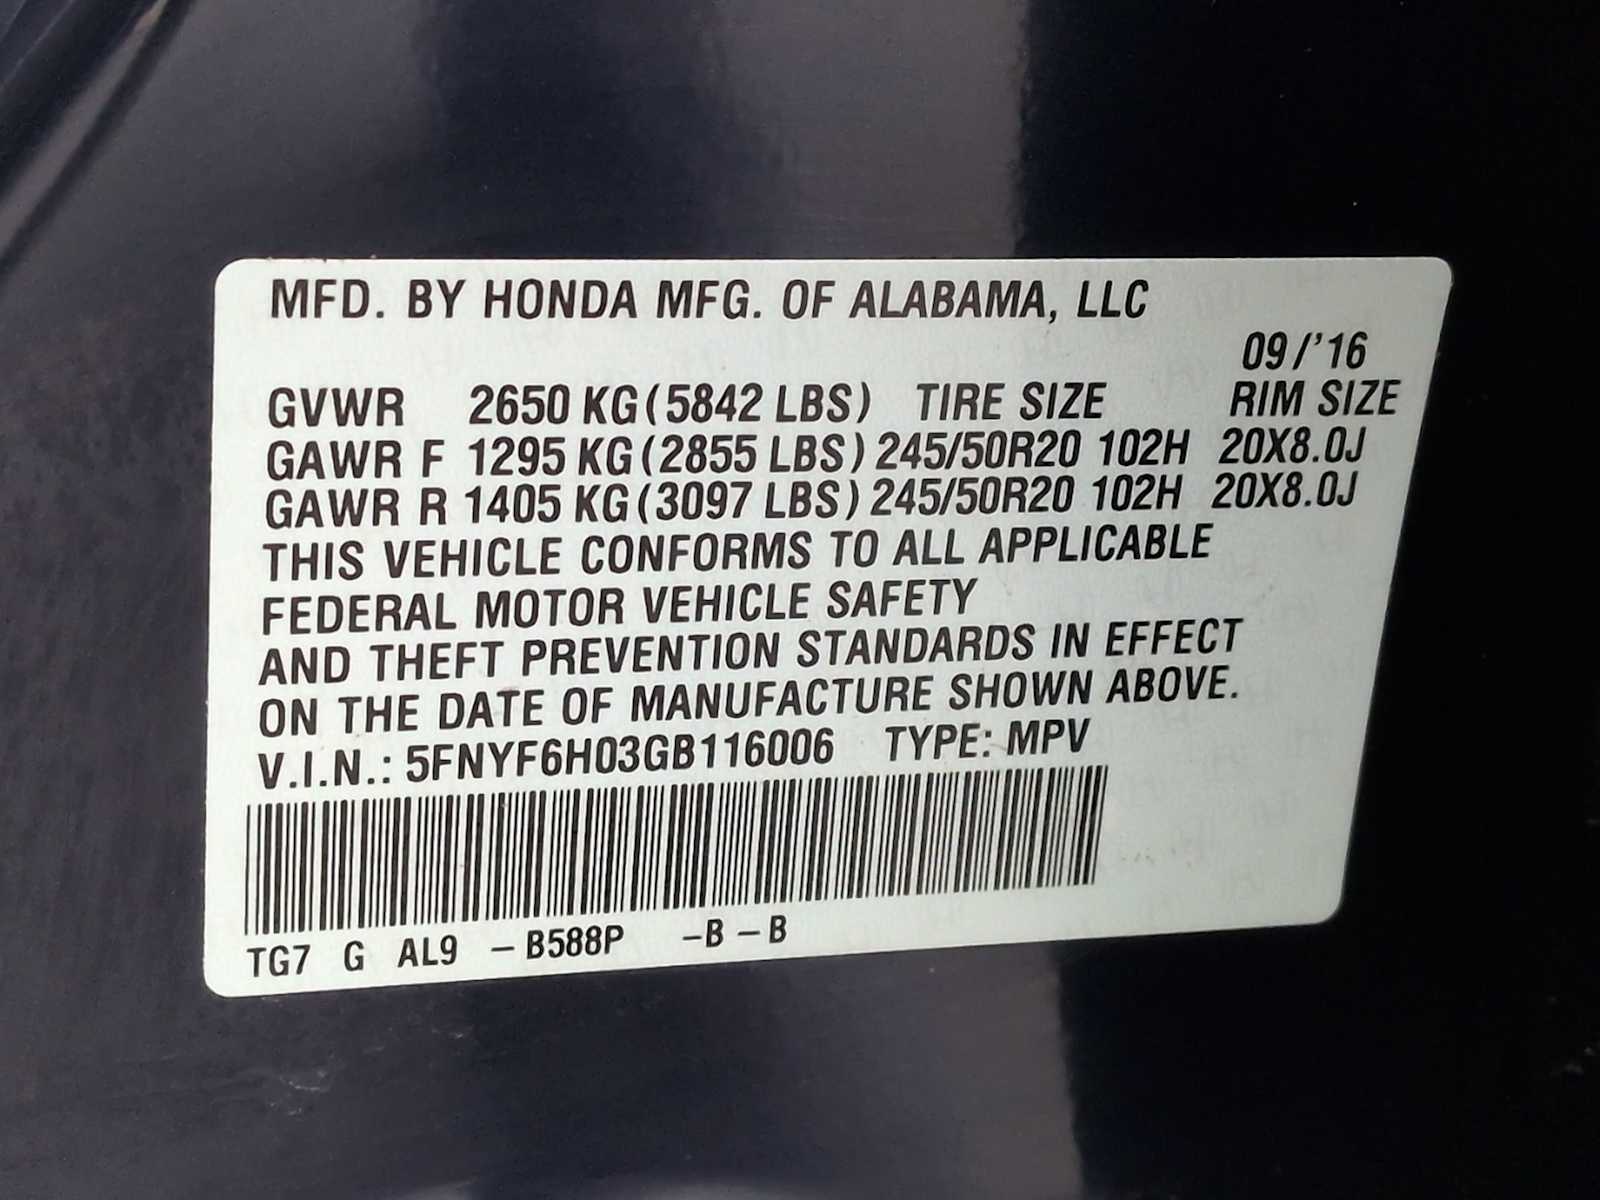 MFD. BY HONDA MFG. OF ALABAMA, LLC
09/'16
GVWR 2650 KG (5842 LBS) TIRE SIZE RIM SIZE
GAWR F 1295 KG (2855 LBS) 245/50R20 102H 20X8.0J
GAWR R 1405 KG (3097 LBS) 245/50R20 102H 20X8.0J
THIS VEHICLE CONFORMS TO ALL APPLICABLE
FEDERAL MOTOR VEHICLE SAFETY
AND THEFT PREVENTION STANDARDS IN EFFECT
ON THE DATE OF MANUFACTURE SHOWN ABOVE.
V.I.N.: 5FNYF6H03GB116006 TYPE: MPV
TG7 G AL9 – B588P –B – B